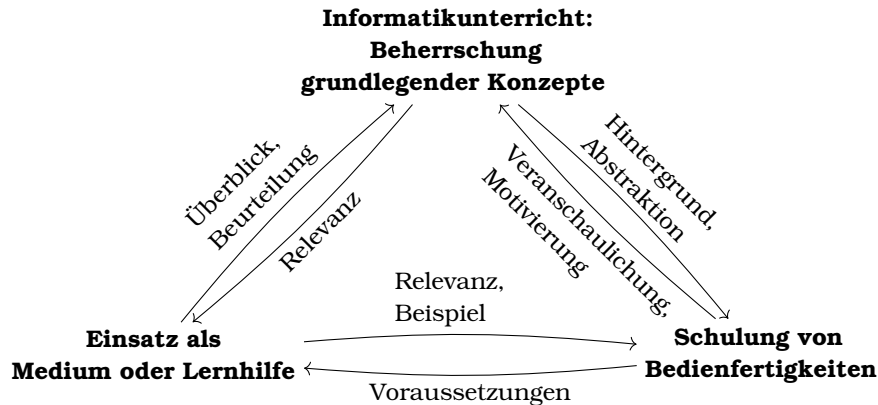 Informatikunterricht:
Beherrschung
grundlegender Konzepte
Überblick,
Beurteilung
Relevanz
Hintergrund,
Abstraktion
Veranschaulichung,
Motivierung
Relevanz,
Beispiel
Einsatz als
Medium oder Lernhilfe
Schulung von
Bedienfertigkeiten
Voraussetzungen